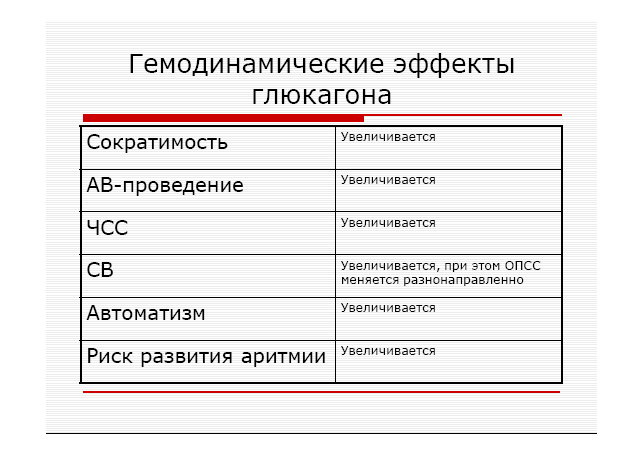 Гемодинамические эффекты
глюкагона
Сократимость
Увеличивается
АВ-проведение
Увеличивается
ЧСС
Увеличивается
СВ
Увеличивается, при этом ОПСС
меняется разнонаправленно
Автоматизм
Увеличивается
Риск развития аритмии
Увеличивается